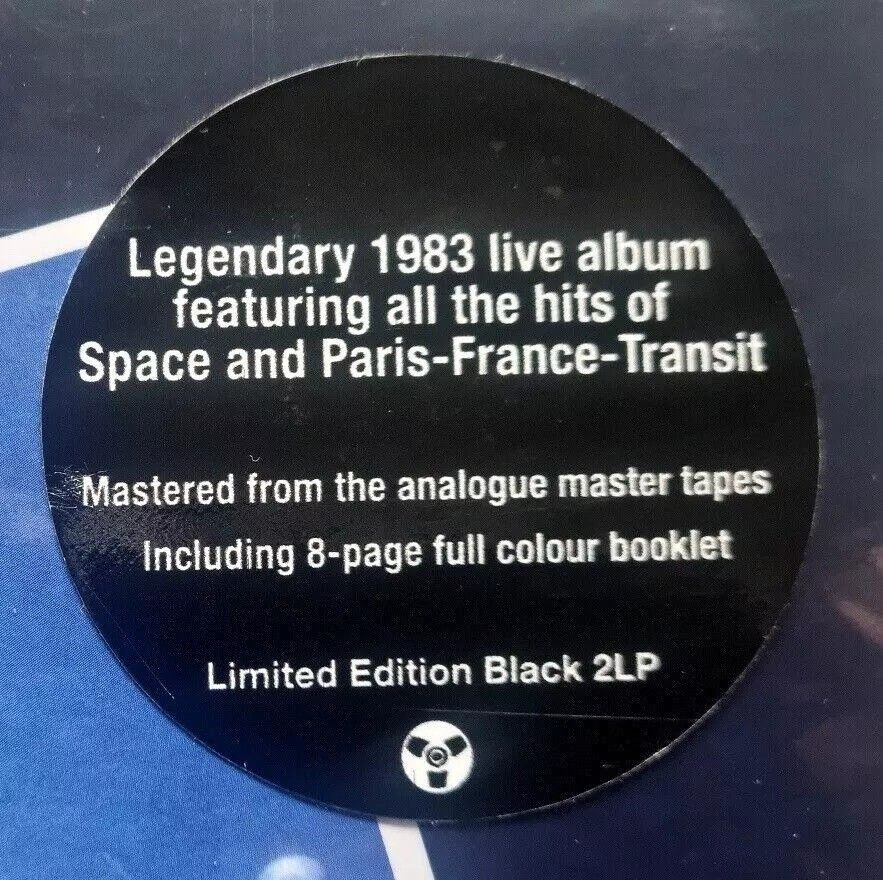 Legendary 1983 live album
featuring all the hits of
Space and Paris-France-Transit
Mastered from the analogue master tapes
Including 8-page full colour booklet
Limited Edition Black 2LP